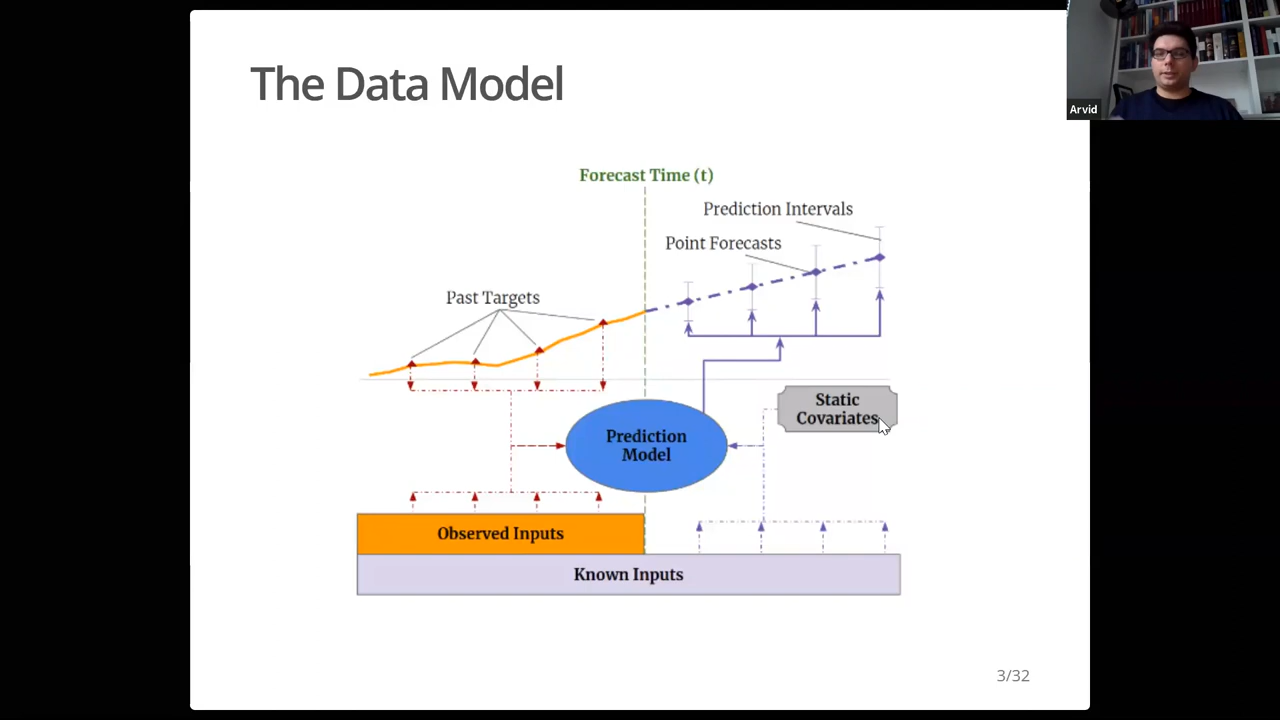 The Data Model
Arvid
Forecast Time (t)
Prediction Intervals
Point Forecasts
Past Targets
Static
Covariates
Prediction
Model
Observed Inputs
Known Inputs
3/32